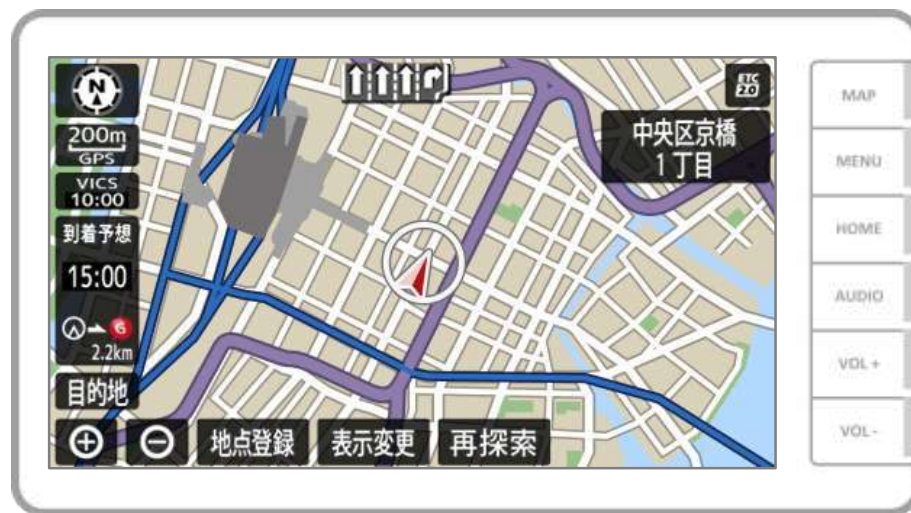 N
200m
GPS
VICS
10:00
到着予想
15:00
G
2.2km
目的地
地点登録
表示変更
再探索
ETC
2.0
中央区京橋
1丁目
MAP
MENU
HOME
AUDIO
VOL +
VOL-